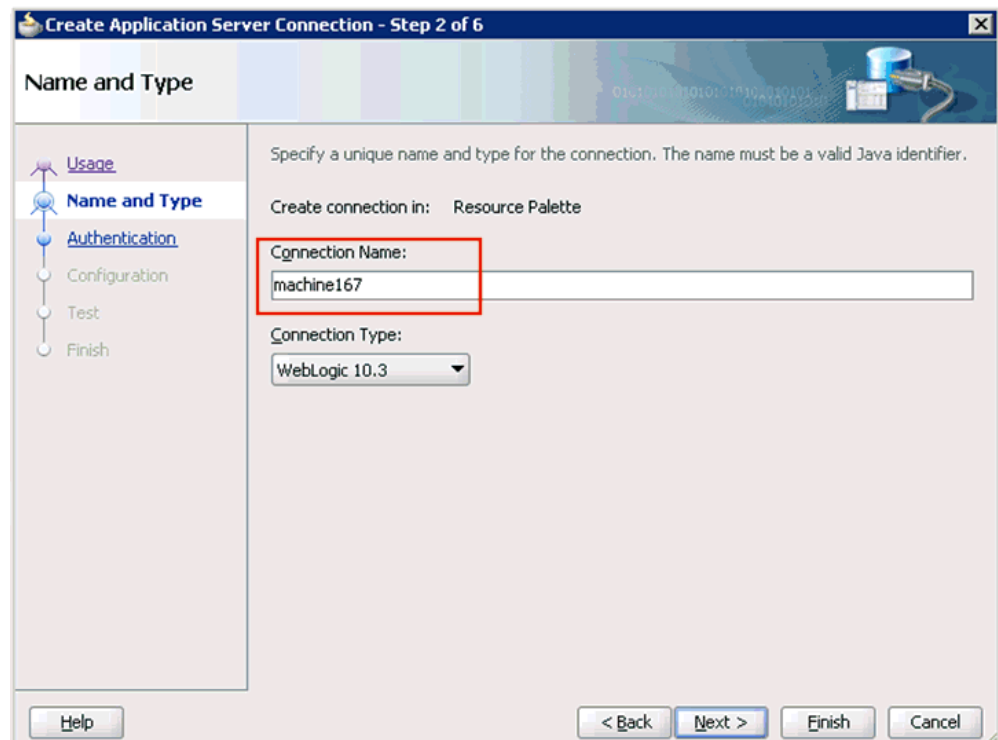 Create Application Server Connection - Step 2 of 6
Name and Type
Usage
Name and Type
Authentication
Configuration
Test
Finish
Specify a unique name and type for the connection. The name must be a valid Java identifier.
Create connection in: Resource Palette
Connection Name:
machine167
Connection Type:
WebLogic 10.3
Help
< Back
Next >
Finish
Cancel